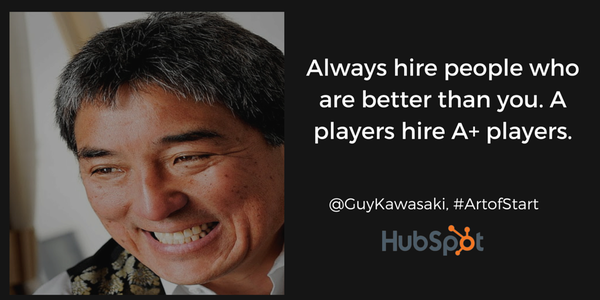 Always hire people who
are better than you. A
players hire A+ players.
@GuyKawasaki, #ArtofStart
HubSpot